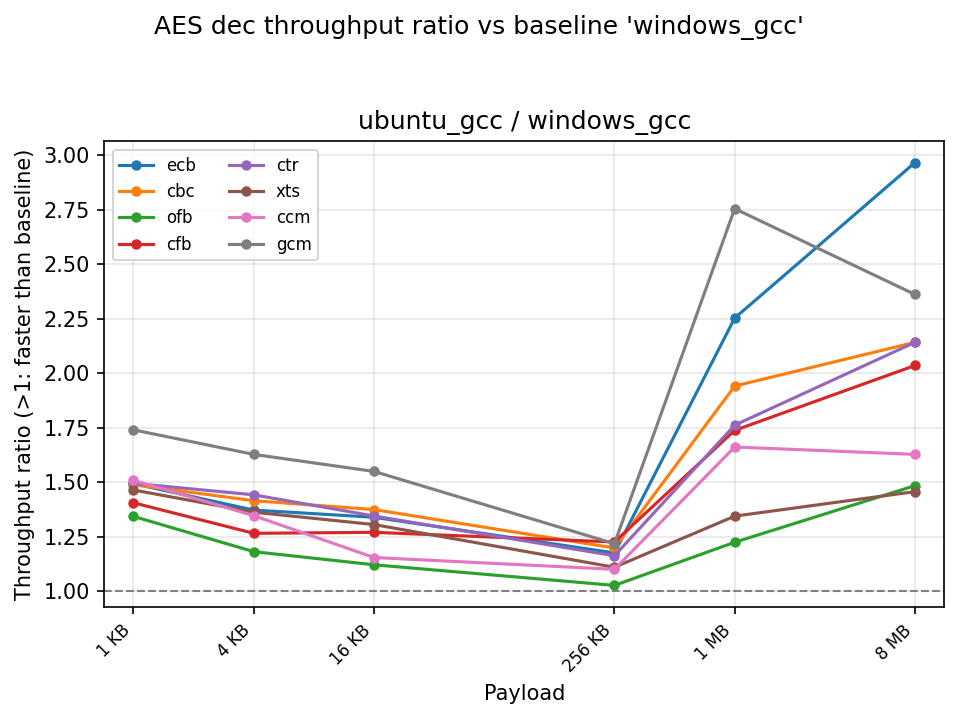 AES dec throughput ratio vs baseline 'windows_gcc'
ubuntu_gcc / windows_gcc
Throughput ratio (>1: faster than baseline)
3.00
2.75
2.50
2.25
2.00
1.75
1.50
1.25
1.00
ecb
cbc
ofb
cfb
ctr
xts
ccm
gcm
1 KB
4 KB
16 KB
256 KB
1 MB
8 MB
Payload